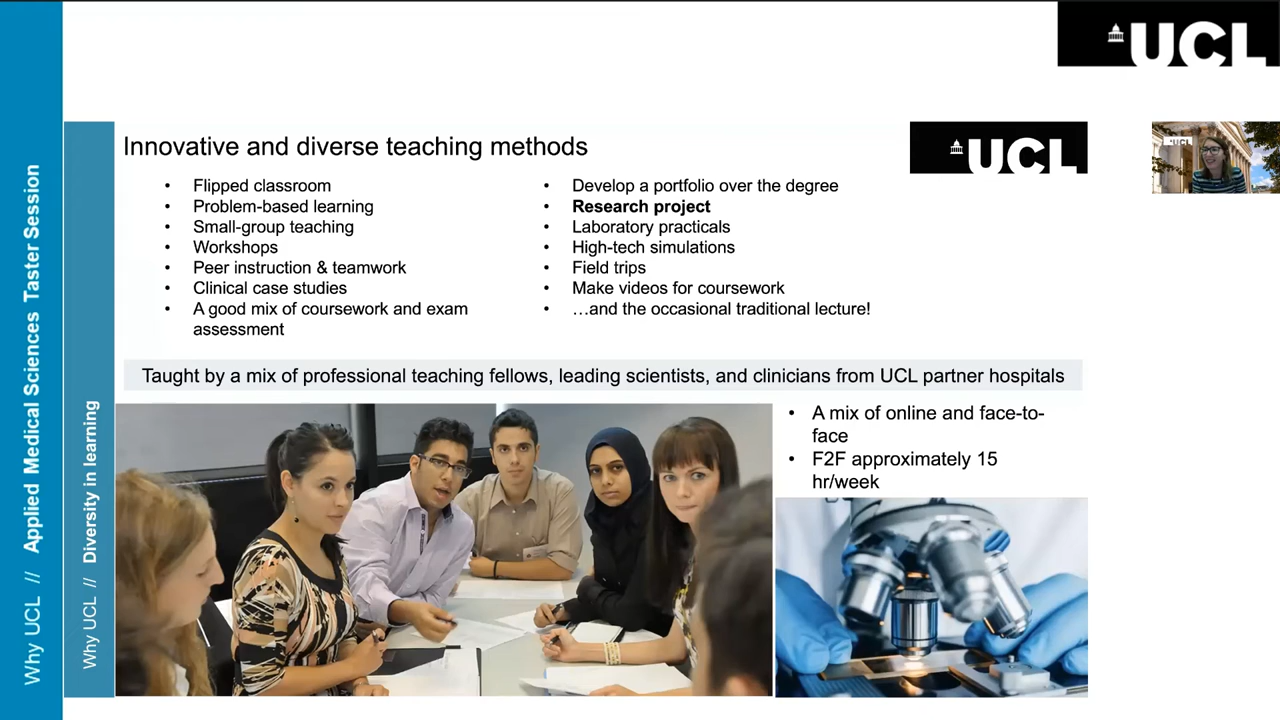 UCL
Why UCL // Applied Medical Sciences Taster Session
Why UCL // Diversity in learning
Innovative and diverse teaching methods
UCL
UCL
• Flipped classroom
• Problem-based learning
• Small-group teaching
• Workshops
• Peer instruction & teamwork
• Clinical case studies
• A good mix of coursework and exam
assessment
• Develop a portfolio over the degree
• Research project
• Laboratory practicals
• High-tech simulations
• Field trips
• Make videos for coursework
• …and the occasional traditional lecture!
Taught by a mix of professional teaching fellows, leading scientists, and clinicians from UCL partner hospitals
• A mix of online and face-to-
face
• F2F approximately 15
hr/week